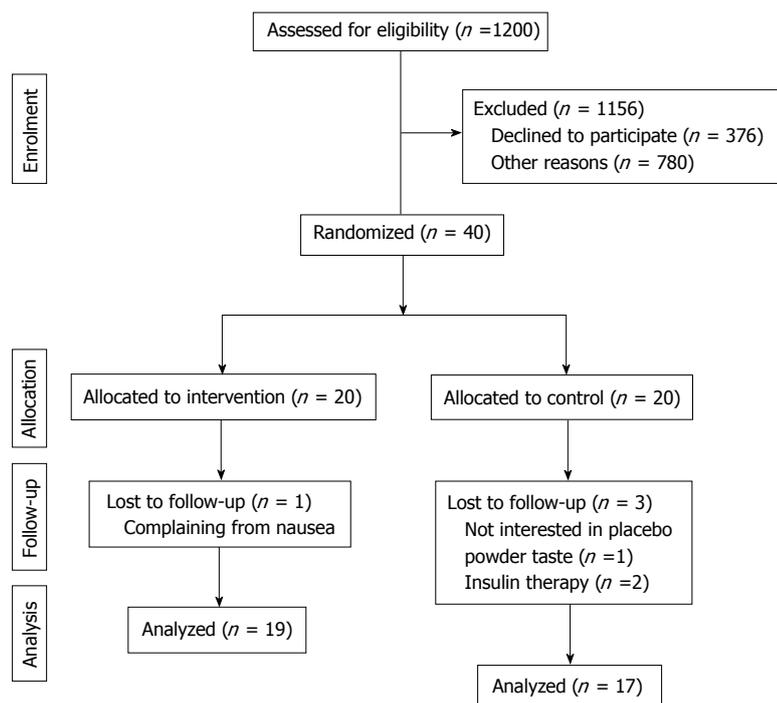 Assessed for eligibility (n =1200)
Enrolment
Excluded (n = 1156)
Declined to participate (n = 376)
Other reasons (n = 780)
Randomized (n = 40)
Allocation
Allocated to intervention (n = 20)
Allocated to control (n = 20)
Follow-up
Lost to follow-up (n = 1)
Complaining from nausea
Lost to follow-up (n = 3)
Not interested in placebo
powder taste (n =1)
Insulin therapy (n =2)
Analysis
Analyzed (n = 19)
Analyzed (n = 17)